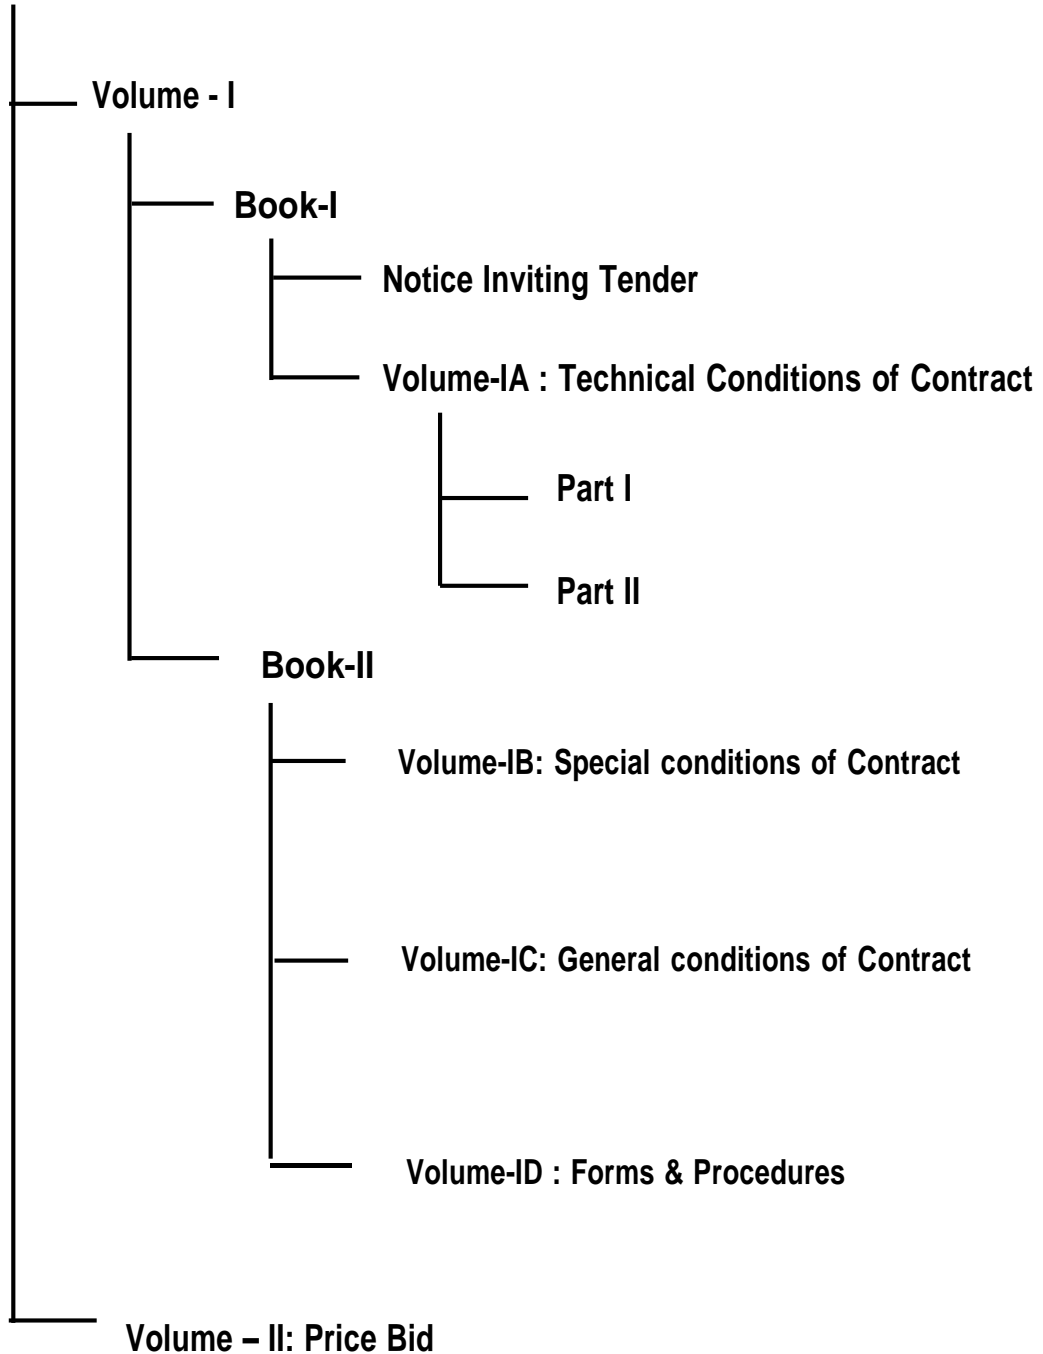 Volume - I
Book-I
Notice Inviting Tender
Volume-IA : Technical Conditions of Contract
Part I
Part II
Book-II
Volume-IB: Special conditions of Contract
Volume-IC: General conditions of Contract
Volume-ID : Forms & Procedures
Volume – II: Price Bid